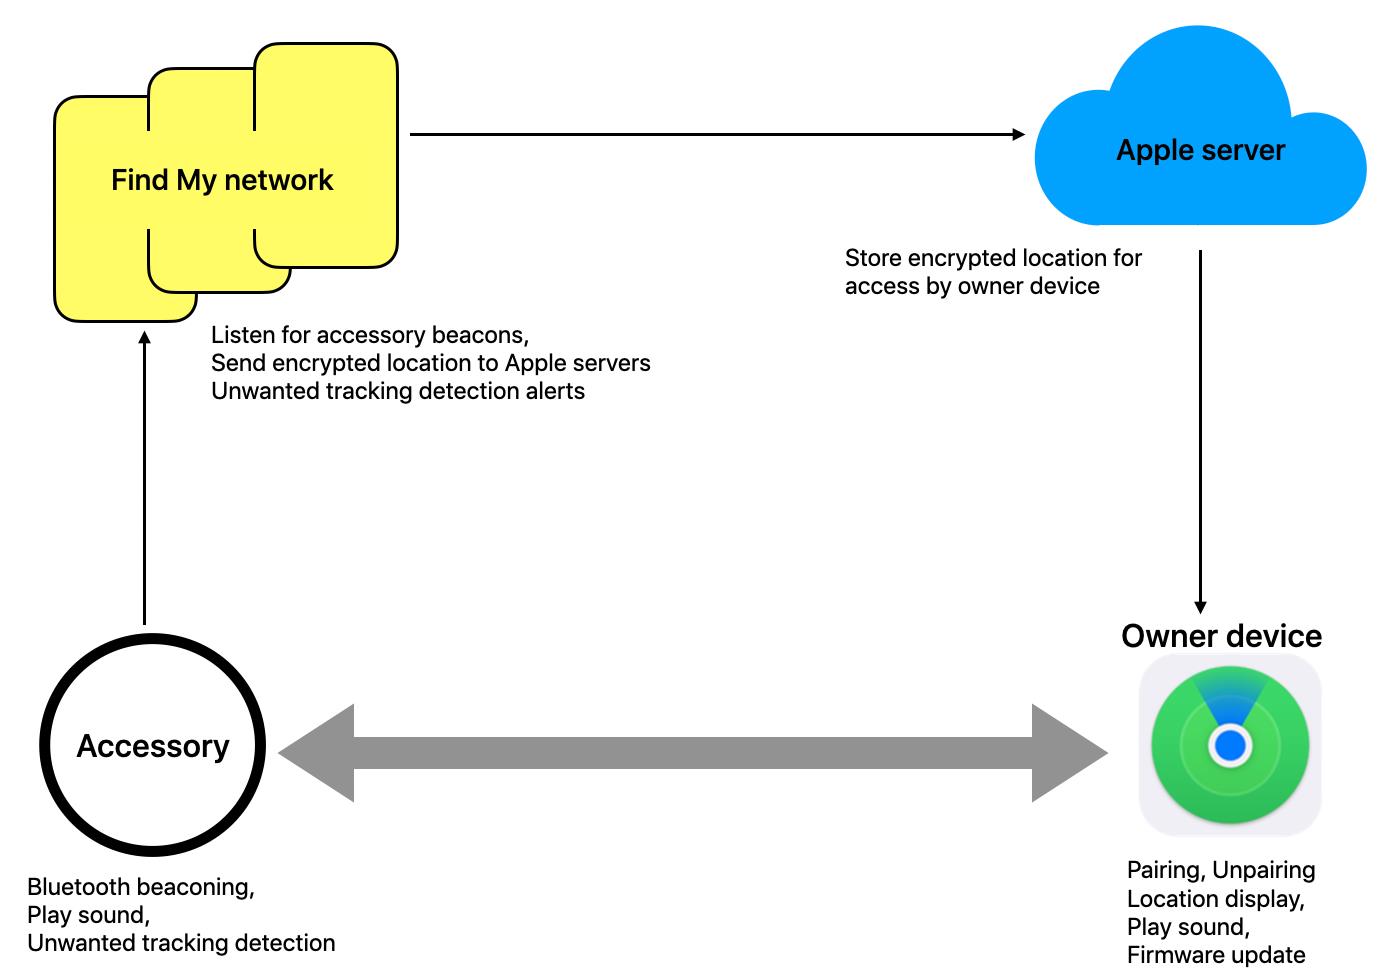 Find My network
Apple server
Store encrypted location for
access by owner device
Listen for accessory beacons,
Send encrypted location to Apple servers
Unwanted tracking detection alerts
Owner device
Accessory
Bluetooth beaconing,
Play sound,
Unwanted tracking detection
Pairing, Unpairing
Location display,
Play sound,
Firmware update